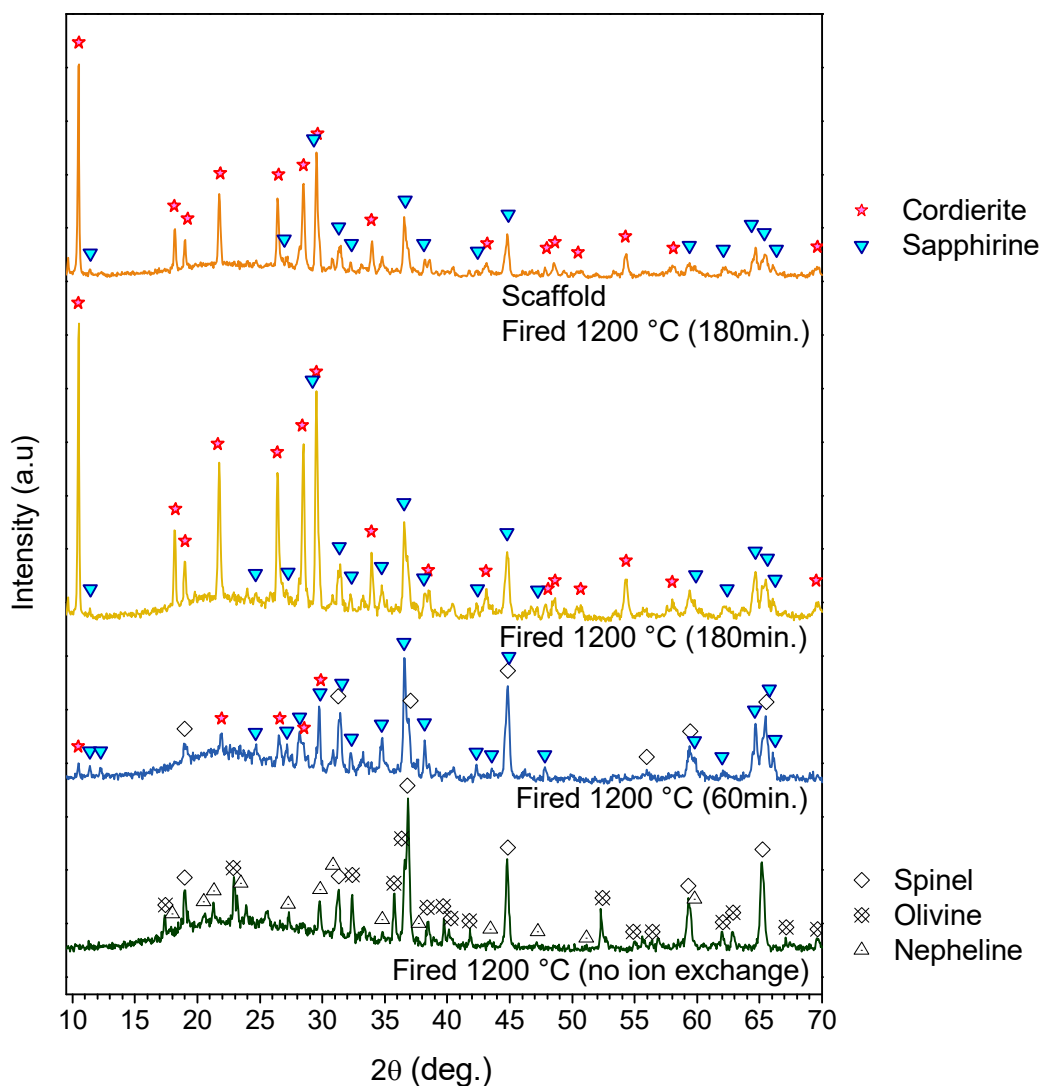 Cordierite
Sapphirine
Scaffold
Fired 1200 °C (180min.)
Fired 1200 °C (180min.)
Fired 1200 °C (60min.)
Fired 1200 °C (no ion exchange)
Spinel
Olivine
Nepheline
Intensity (a.u)
10 15 20 25 30 35 40 45 50 55 60 65 70
2θ (deg.)